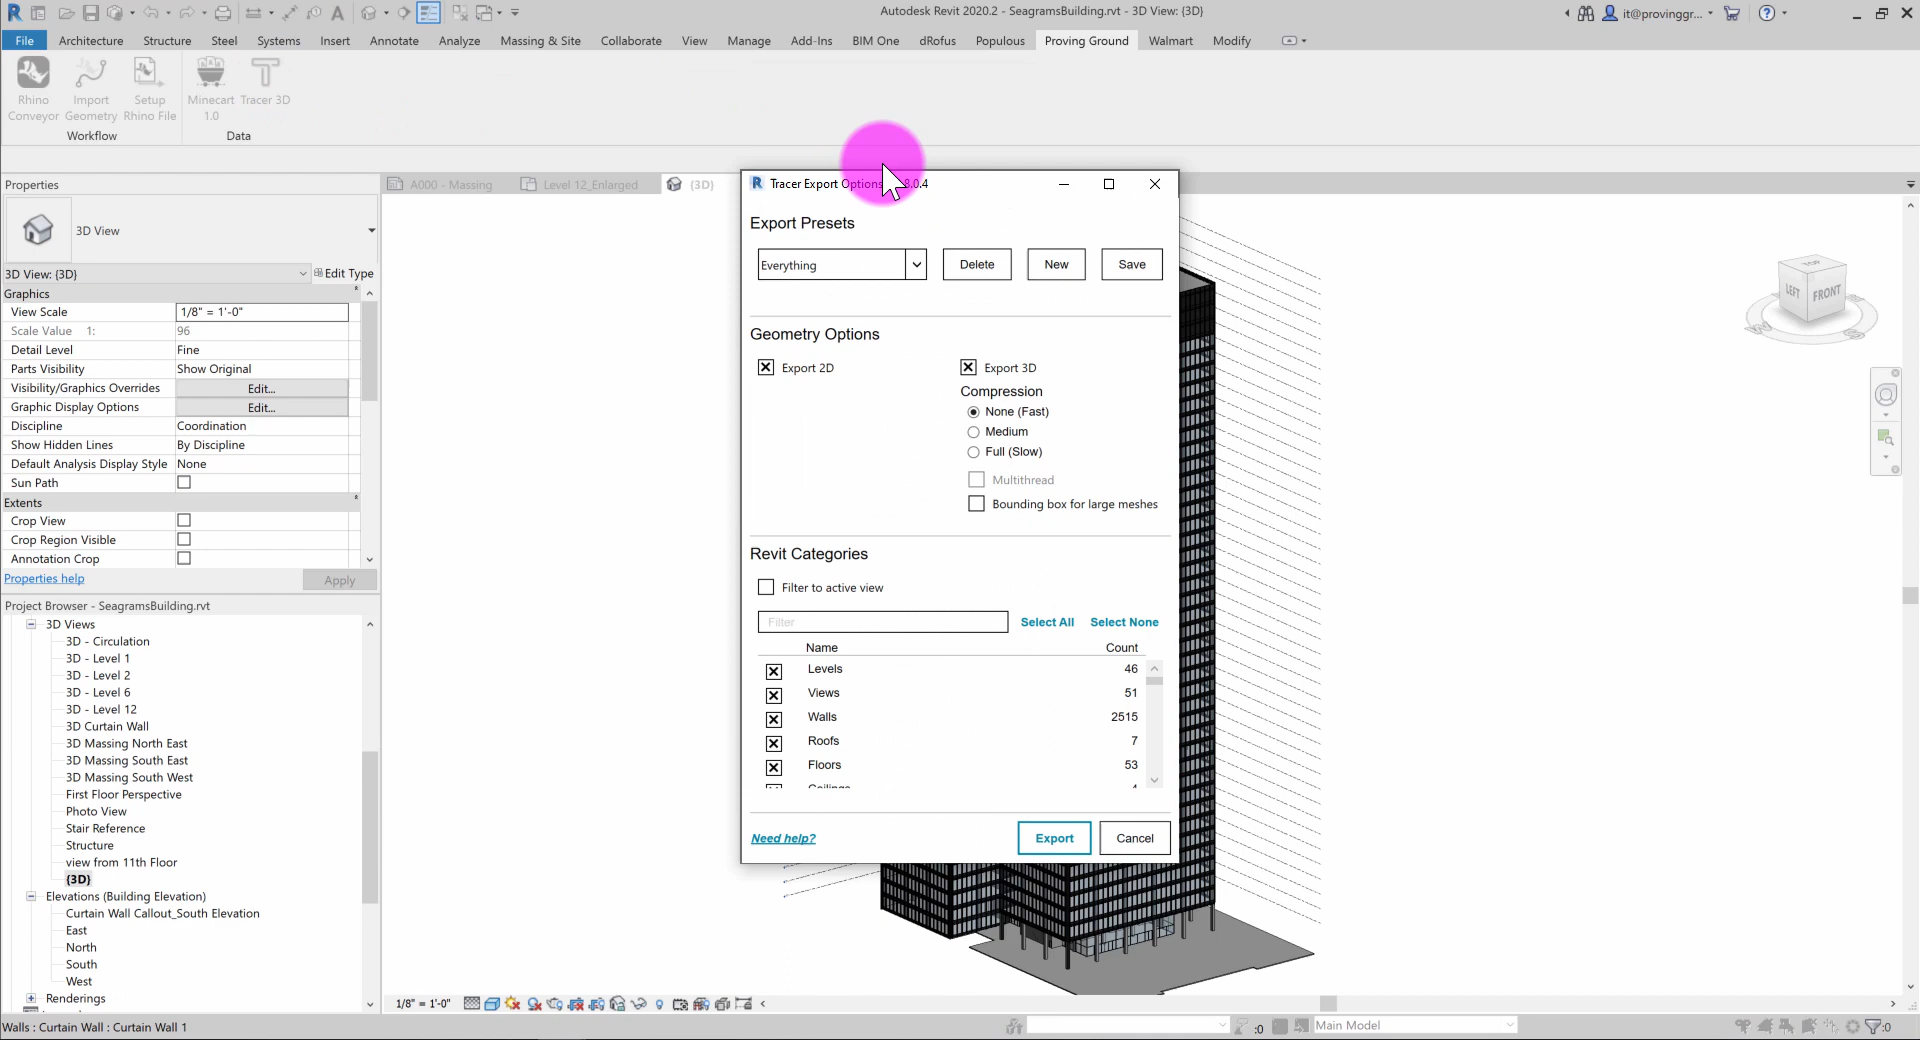 Autodesk Revit 2020.2 - SeagramsBuilding.rvt - 3D View: {3D}
it@provinggr...
File Architecture Structure Steel Systems Insert Annotate Analyze Massing & Site Collaborate View Manage Add-Ins BIM One dRofus Populous Proving Ground Walmart Modify
Rhino Conveyor
Import Geometry
Setup Rhino File
Minecart 1.0
Tracer 3D
Workflow
Data
Properties
A000 - Massing
Level 12_Enlarged
{3D}
3D View
3D View: {3D}
Edit Type
Graphics
View Scale 1/8" = 1'-0"
Scale Value 1: 96
Detail Level Fine
Parts Visibility Show Original
Visibility/Graphics Overrides Edit...
Graphic Display Options Edit...
Discipline Coordination
Show Hidden Lines By Discipline
Default Analysis Display Style None
Sun Path
Extents
Crop View
Crop Region Visible
Annotation Crop
Properties help
Apply
Project Browser - SeagramsBuilding.rvt
3D Views
3D - Circulation
3D - Level 1
3D - Level 2
3D - Level 6
3D - Level 12
3D Curtain Wall
3D Massing North East
3D Massing South East
3D Massing South West
First Floor Perspective
Photo View
Stair Reference
Structure
view from 11th Floor
{3D}
Elevations (Building Elevation)
Curtain Wall Callout_South Elevation
East
North
South
West
Renderings
Tracer Export Options 8.0.4
Export Presets
Everything
Delete
New
Save
Geometry Options
Export 2D
Export 3D
Compression
None (Fast)
Medium
Full (Slow)
Multithread
Bounding box for large meshes
Revit Categories
Filter to active view
Filter
Select All
Select None
Name Count
Levels 46
Views 51
Walls 2515
Roofs 7
Floors 53
Ceilings 4
Need help?
Export
Cancel
TOP
LEFT
FRONT
W
S
1/8" = 1'-0"
Walls : Curtain Wall : Curtain Wall 1
:0
Main Model
:0